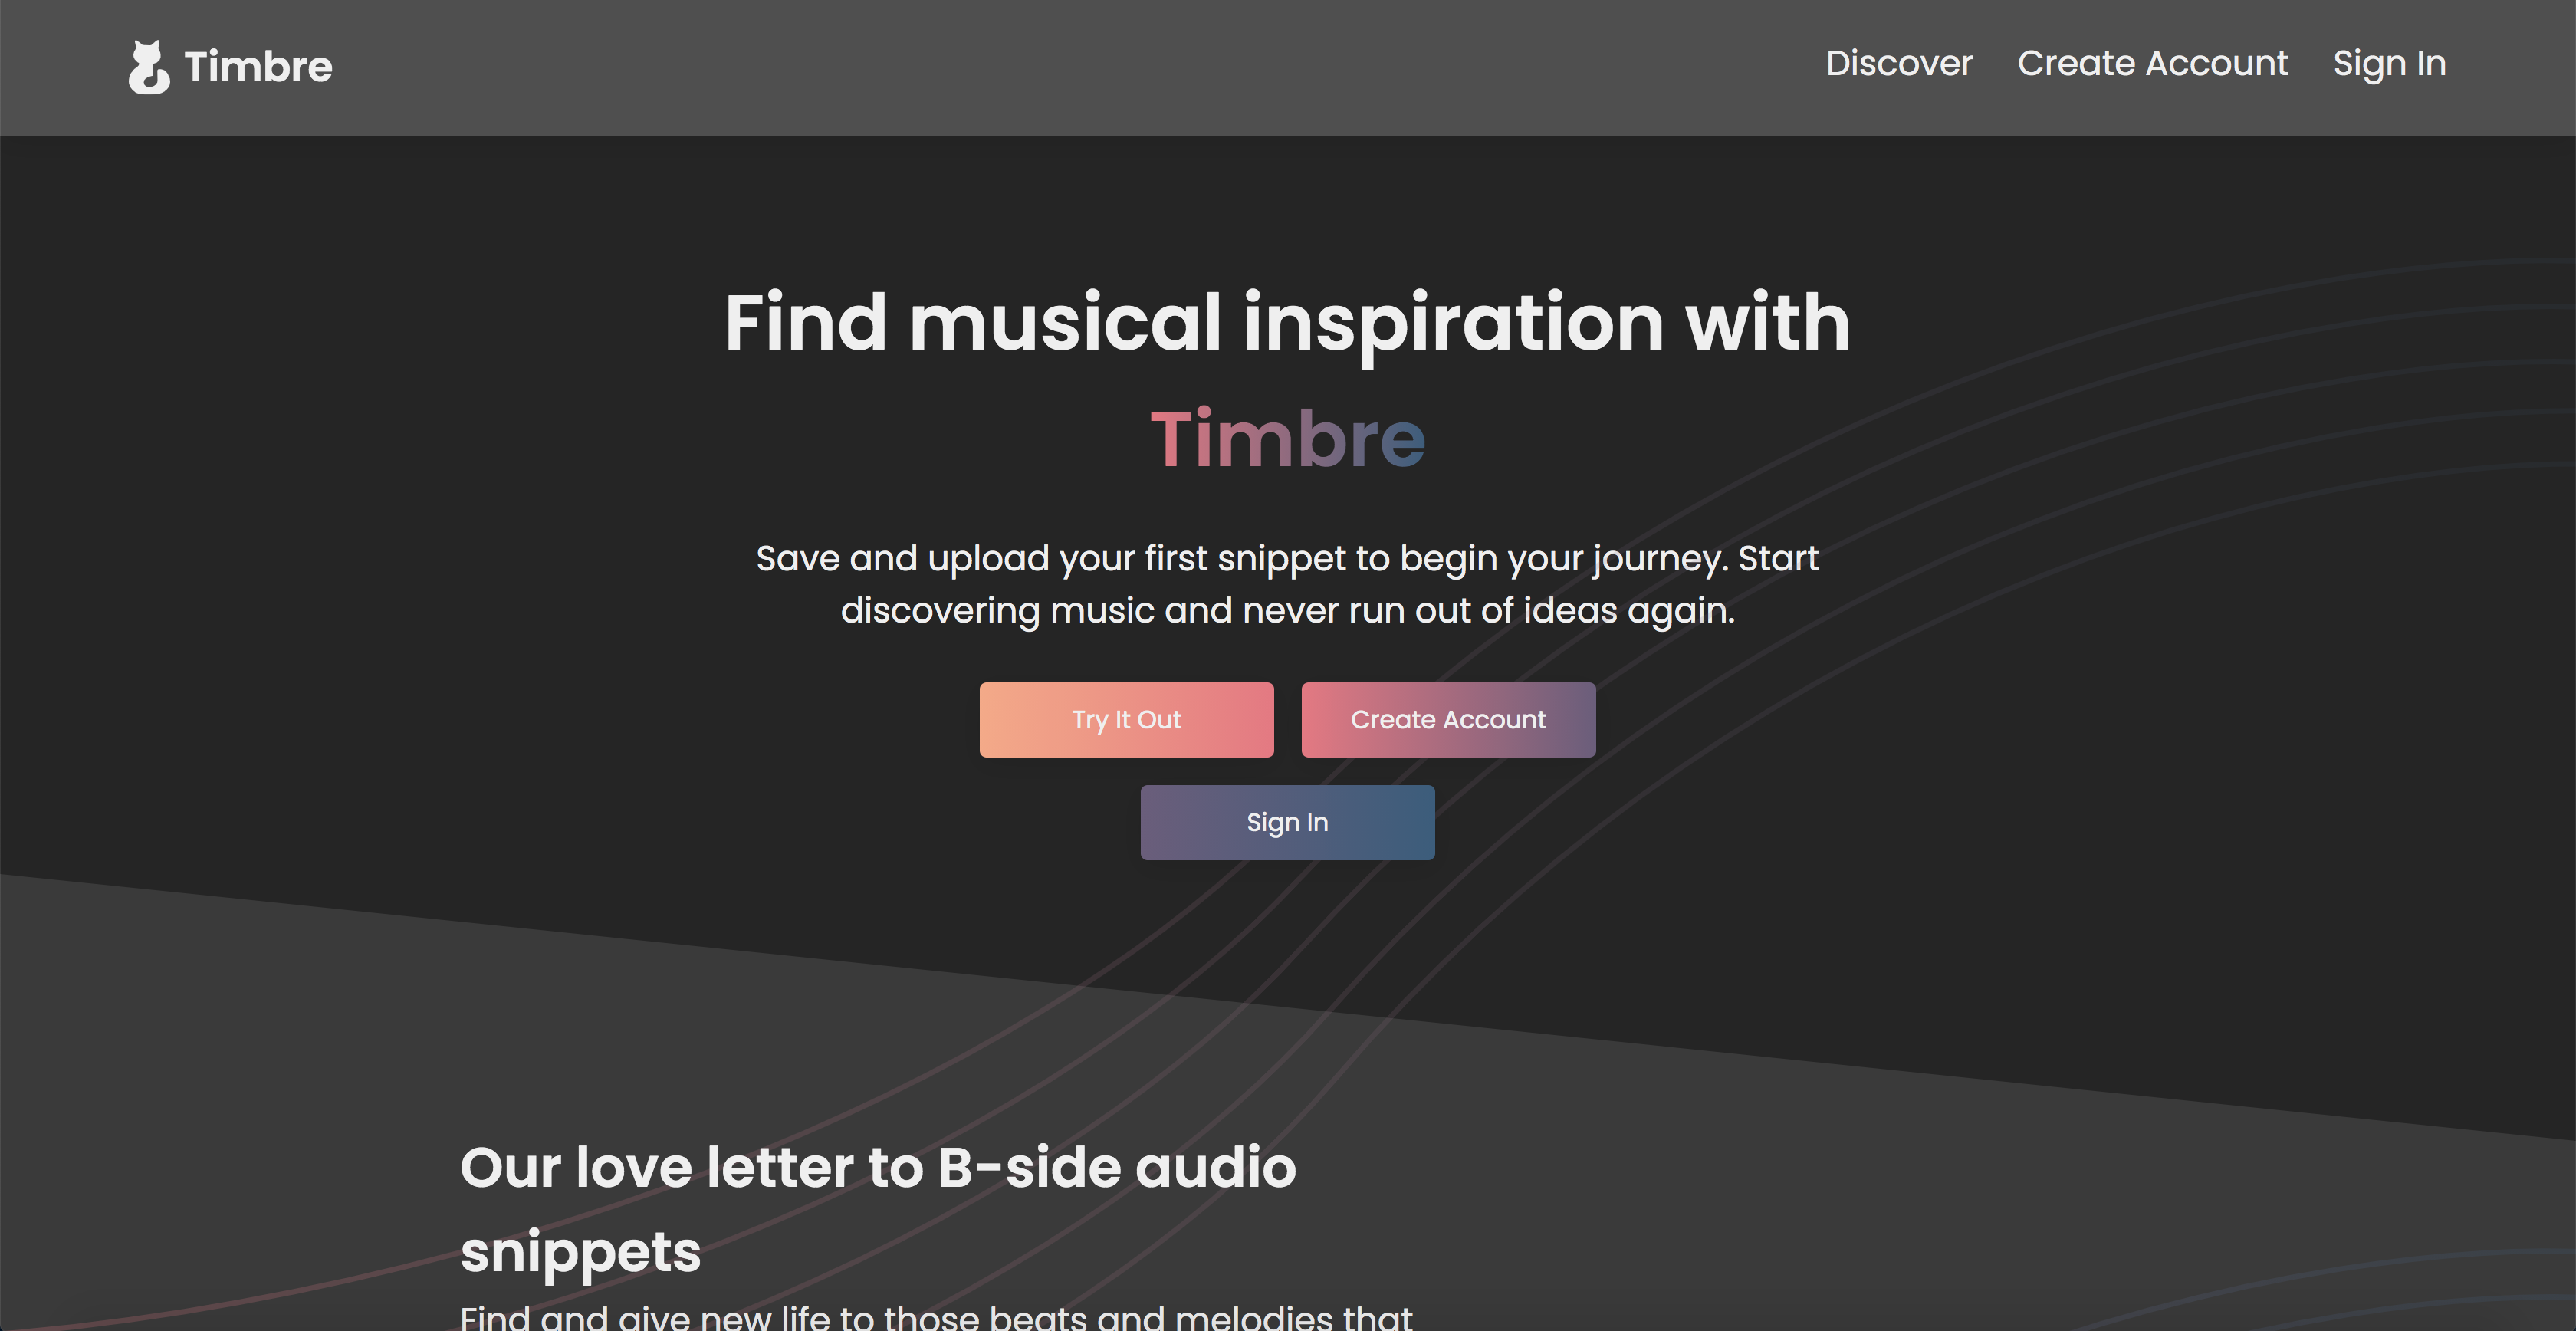 Timbre
Discover
Create Account
Sign In
Find musical inspiration with
Timbre
Save and upload your first snippet to begin your journey. Start
discovering music and never run out of ideas again.
Try It Out
Create Account
Sign In
Our love letter to B-side audio
snippets
Find and give new life to those beats and melodies that